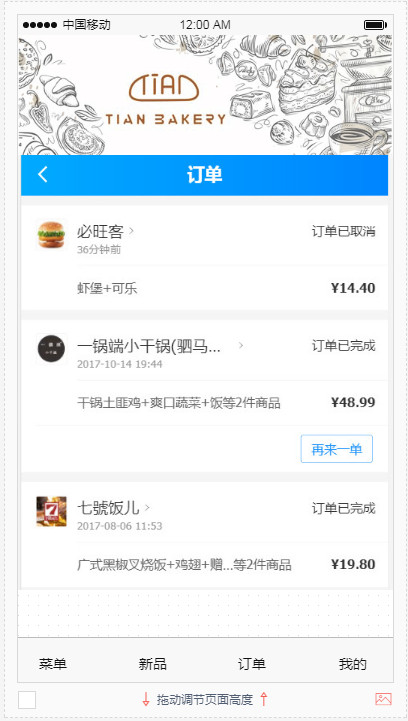 中国移动 12:00 AM
TIAN
TIAN BAKERY
订单
必旺客 订单已取消
36分钟前
虾堡+可乐 ¥14.40
一锅端小干锅(驷马... 订单已完成
2017-10-14 19:44
干锅土匪鸡+爽口蔬菜+饭等2件商品 ¥48.99
再来一单
七號饭儿 订单已完成
2017-08-06 11:53
广式黑椒叉烧饭+鸡翅+赠...等2件商品 ¥19.80
菜单 新品 订单 我的
拖动调节页面高度